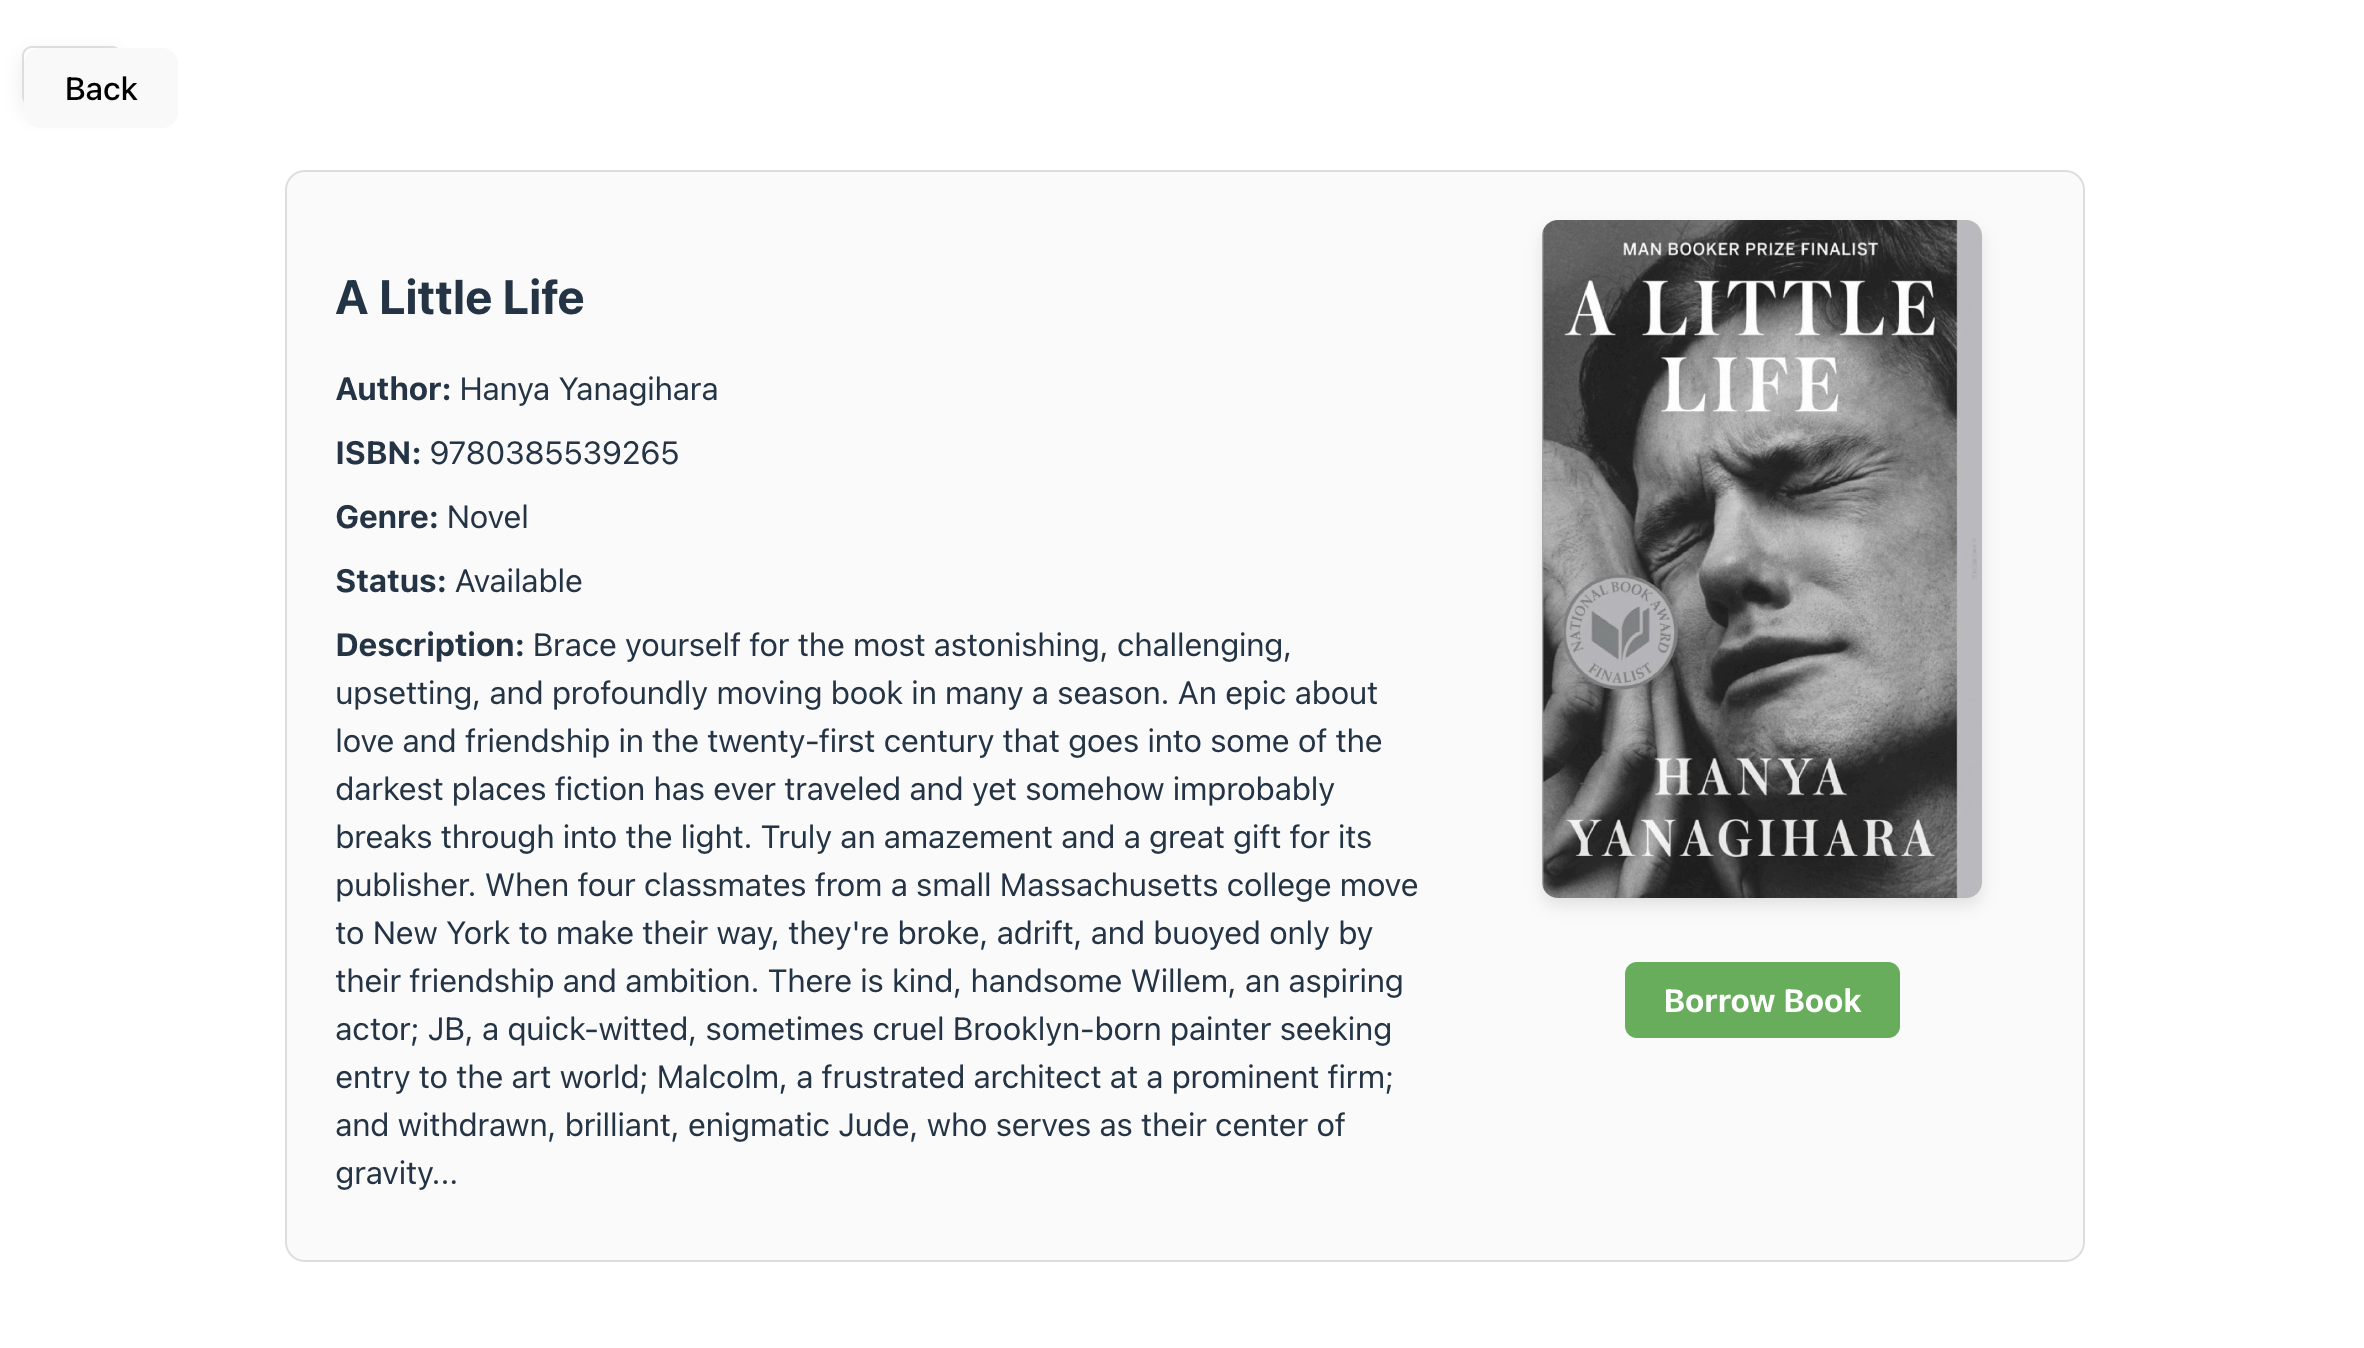 Back
A Little Life
Author: Hanya Yanagihara
ISBN: 9780385539265
Genre: Novel
Status: Available
Description: Brace yourself for the most astonishing, challenging,
upsetting, and profoundly moving book in many a season. An epic about
love and friendship in the twenty-first century that goes into some of the
darkest places fiction has ever traveled and yet somehow improbably
breaks through into the light. Truly an amazement and a great gift for its
publisher. When four classmates from a small Massachusetts college move
to New York to make their way, they're broke, adrift, and buoyed only by
their friendship and ambition. There is kind, handsome Willem, an aspiring
actor; JB, a quick-witted, sometimes cruel Brooklyn-born painter seeking
entry to the art world; Malcolm, a frustrated architect at a prominent firm;
and withdrawn, brilliant, enigmatic Jude, who serves as their center of
gravity...
MAN BOOKER PRIZE FINALIST
A LITTLE
LIFE
NATIONAL BOOK AWARD
FINALIST
HANYA
YANAGIHARA
Borrow Book